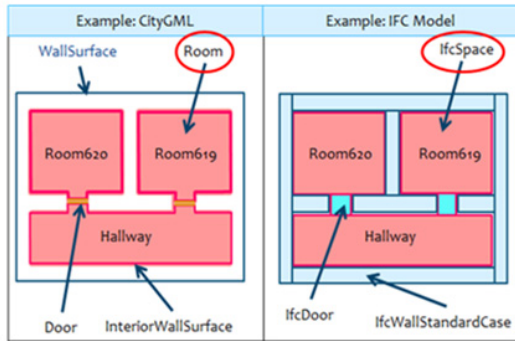 Example: CityGML
Example: IFC Model
WallSurface
Room
IfcSpace
Room620
Room619
Room620
Room619
Hallway
Hallway
Door
InteriorWallSurface
IfcDoor
IfcWallStandardCase